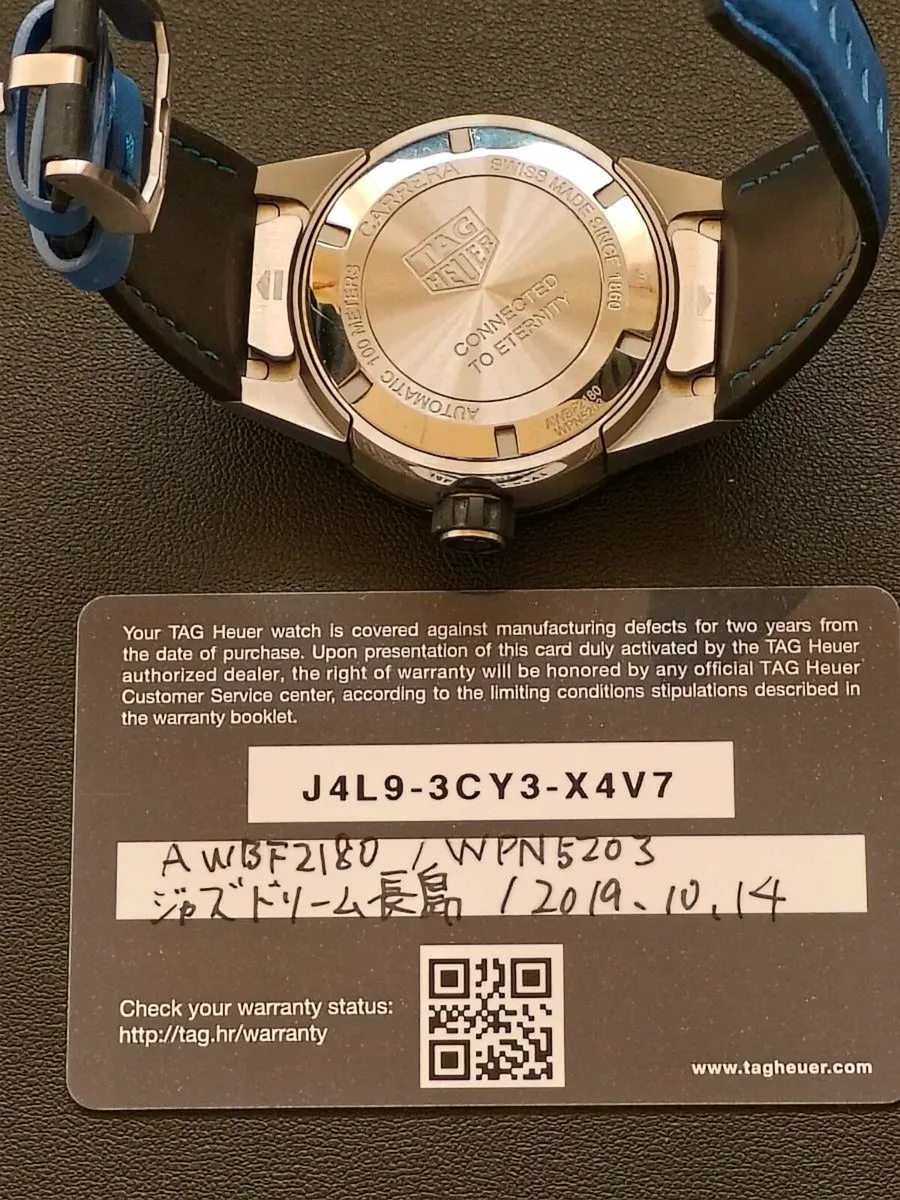 CARRERA
SWISS MADE SINCE 1860
AUTOMATIC 100 METERS
TAG
HEUER
CONNECTED
TO ETERNITY
AWBF2180
WPN5203
Your TAG Heuer watch is covered against manufacturing defects for two years from
the date of purchase. Upon presentation of this card duly activated by the TAG Heuer
authorized dealer, the right of warranty will be honored by any official TAG Heuer
Customer Service center, according to the limiting conditions stipulations described in
the warranty booklet.
J4L9-3CY3-X4V7
AWBF2180 / WPN5203
ジャズドリーム長島 / 2019.10.14
Check your warranty status:
http://tag.hr/warranty
www.tagheuer.com